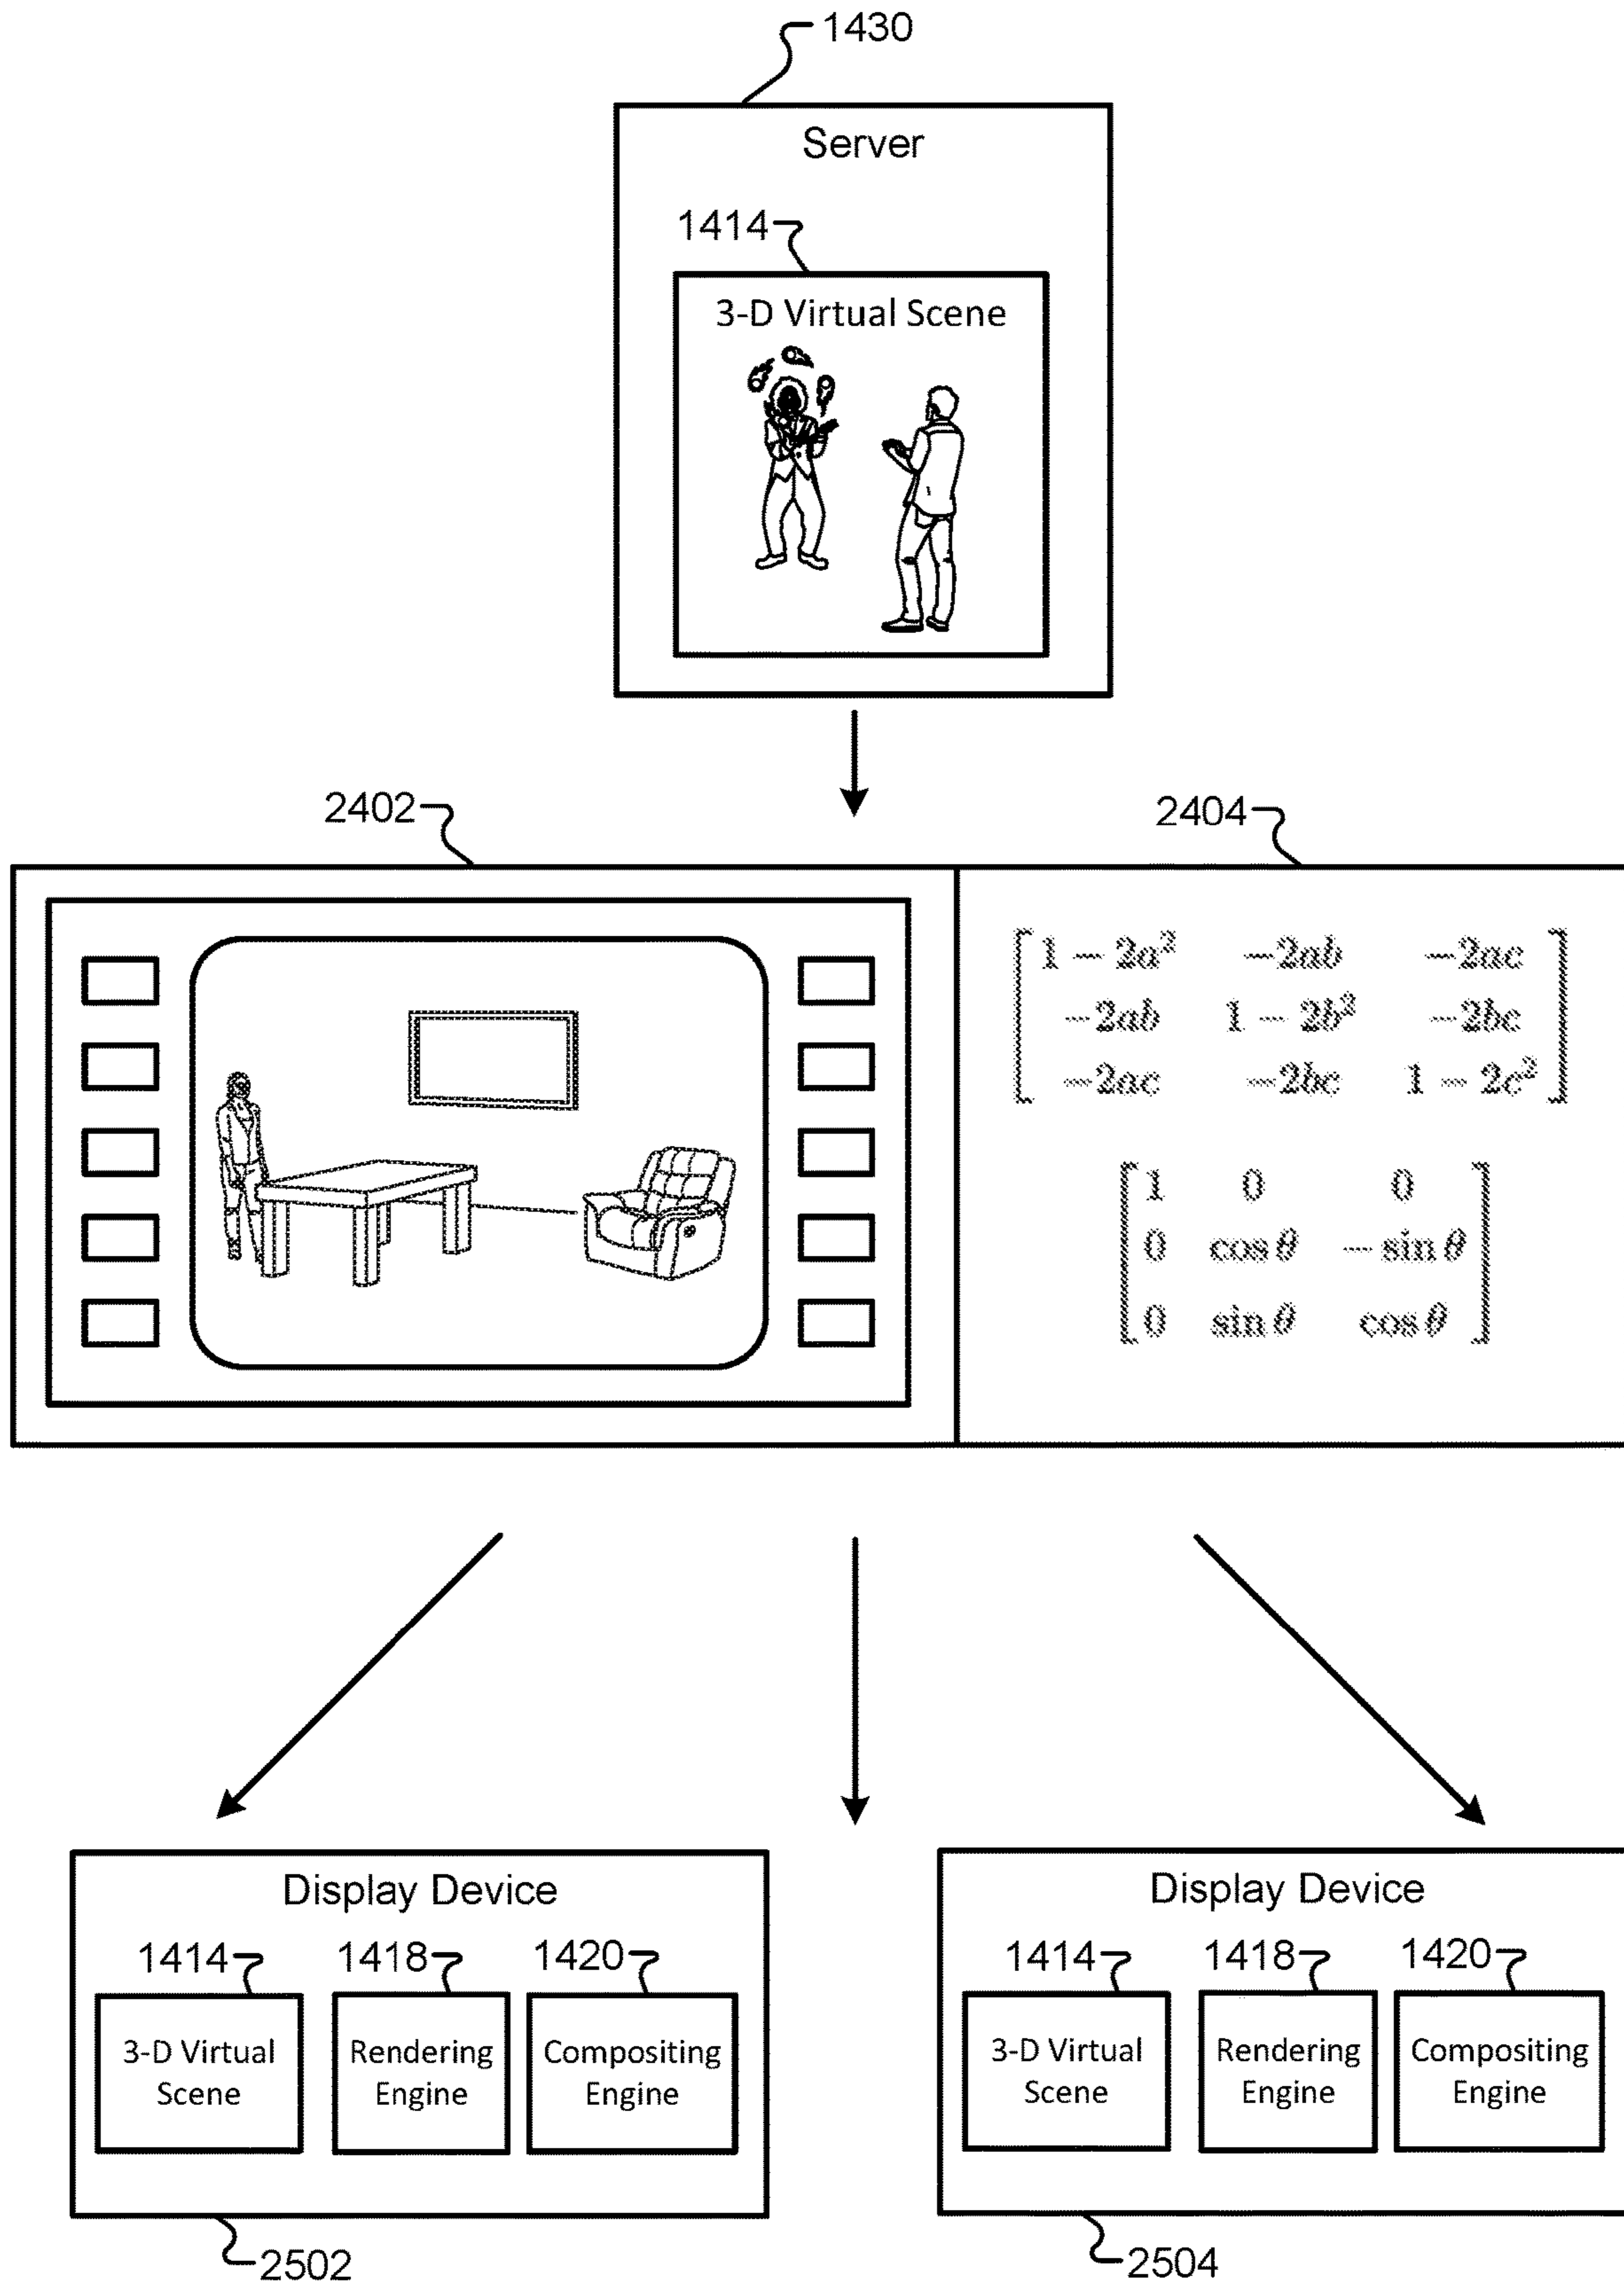 1430
Server
1414
3-D Virtual Scene
2402
2404
1 − 2a² −2ab −2ac
−2ab 1 − 2b² −2bc
−2ac −2bc 1 − 2c²
1 0 0
0 cos θ − sin θ
0 sin θ cos θ
Display Device
1414 1418 1420
3-D Virtual
Scene
Rendering
Engine
Compositing
Engine
2502
Display Device
1414 1418 1420
3-D Virtual
Scene
Rendering
Engine
Compositing
Engine
2504